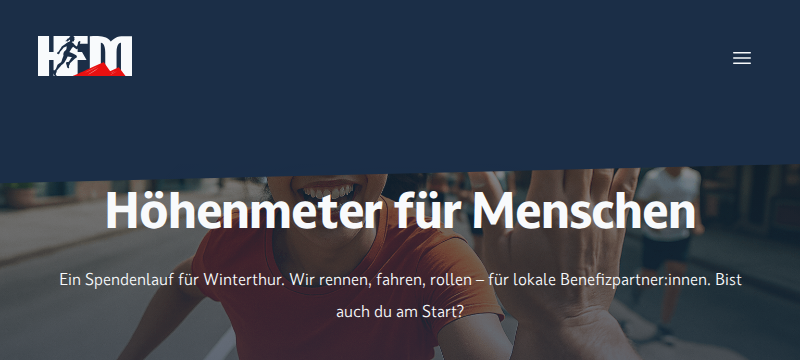 HFM
Höhenmeter für Menschen
Ein Spendenlauf für Winterthur. Wir rennen, fahren, rollen – für lokale Benefizpartner:innen. Bist
auch du am Start?